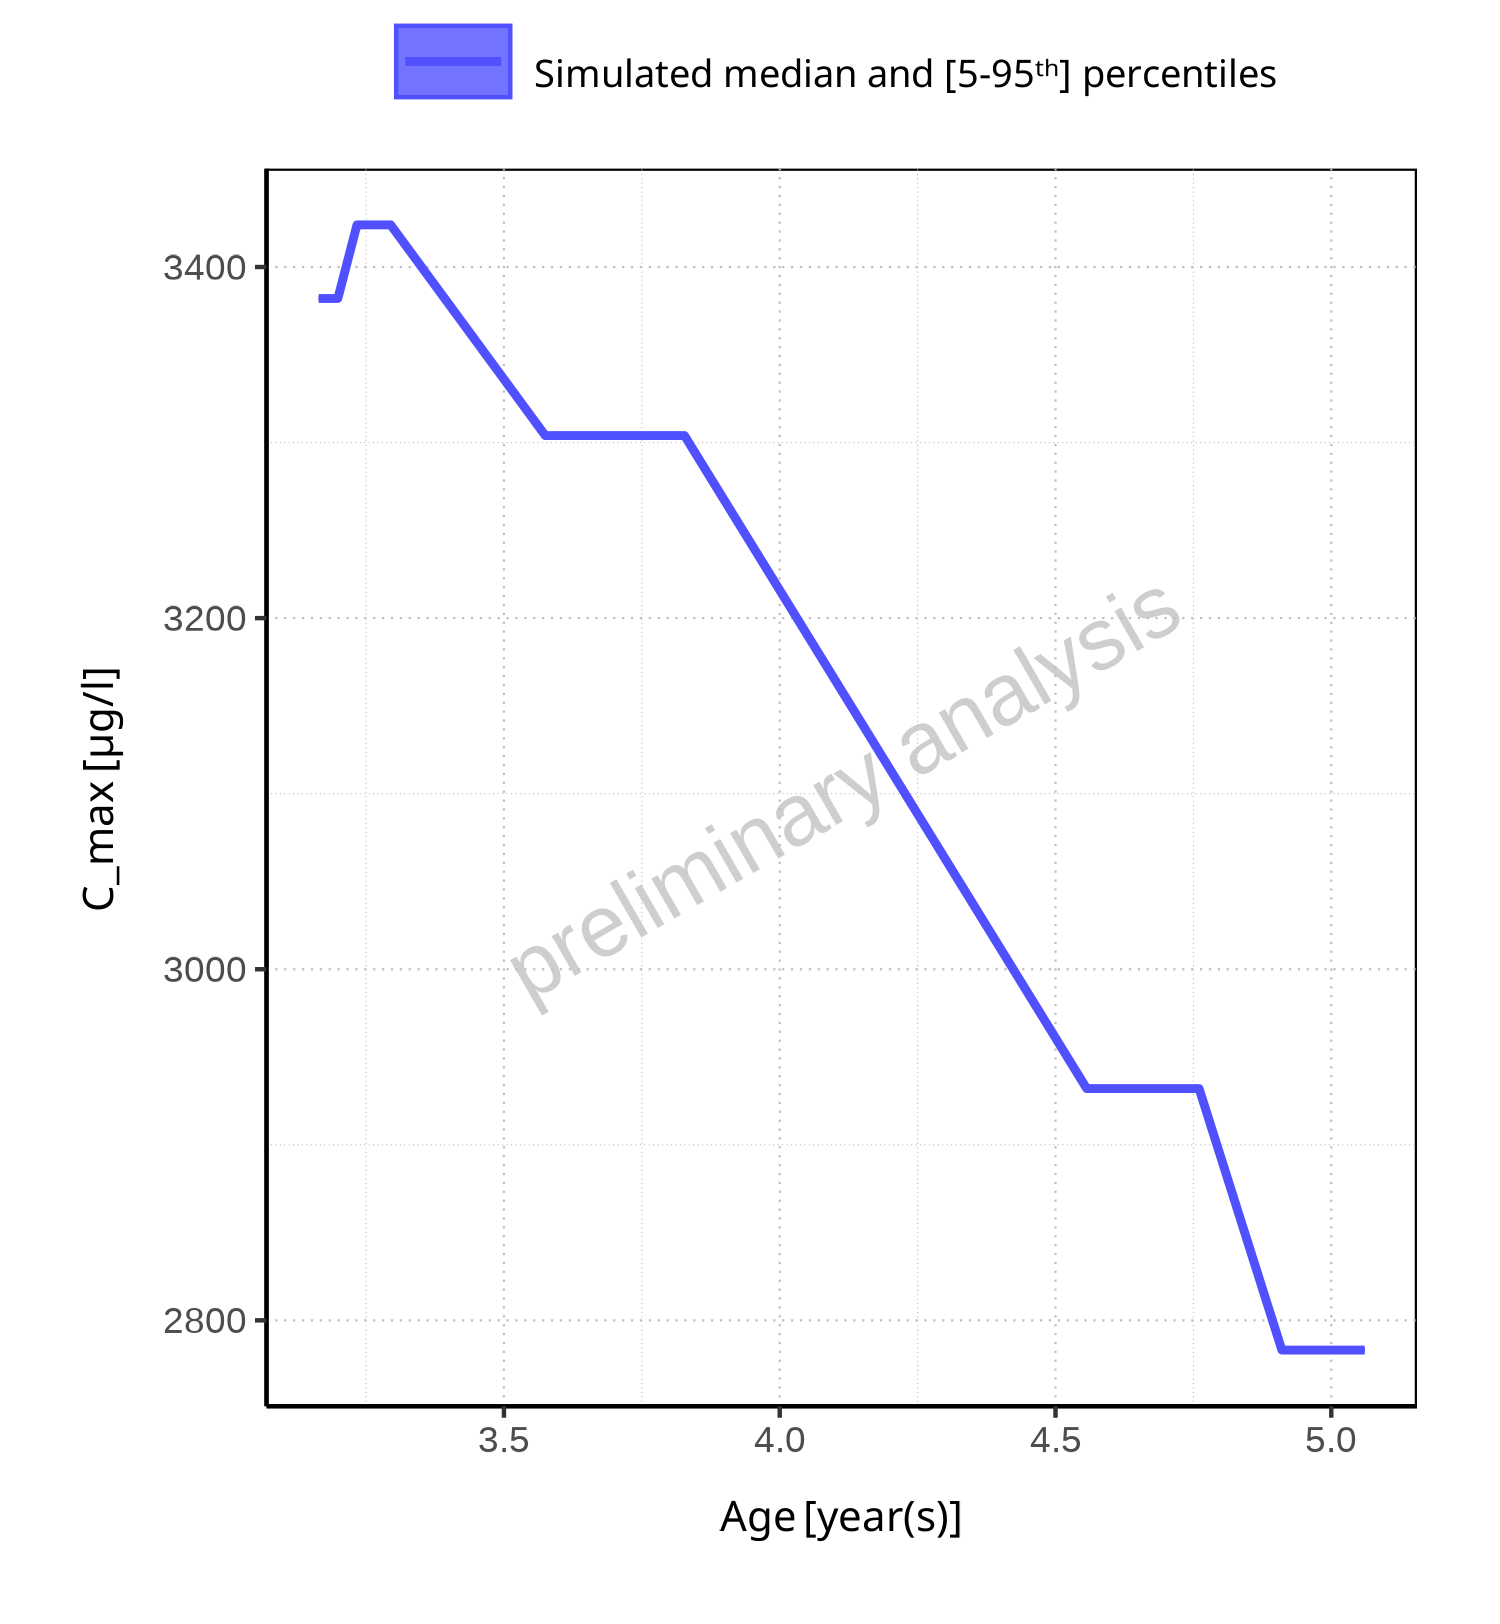 Simulated median and [5-95ᵗʰ] percentiles
3400
3200
3000
2800
C_max [µg/l]
preliminary analysis
3.5 4.0 4.5 5.0
Age [year(s)]